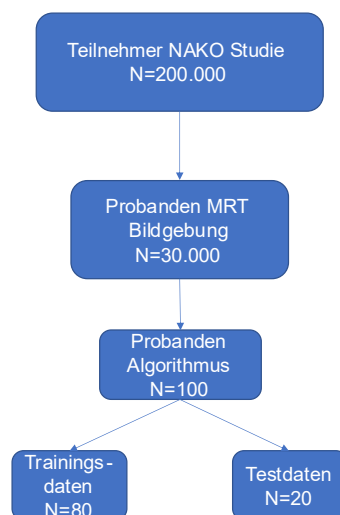 Teilnehmer NAKO Studie
N=200.000
Probanden MRT
Bildgebung
N=30.000
Probanden
Algorithmus
N=100
Trainings-
daten
N=80
Testdaten
N=20